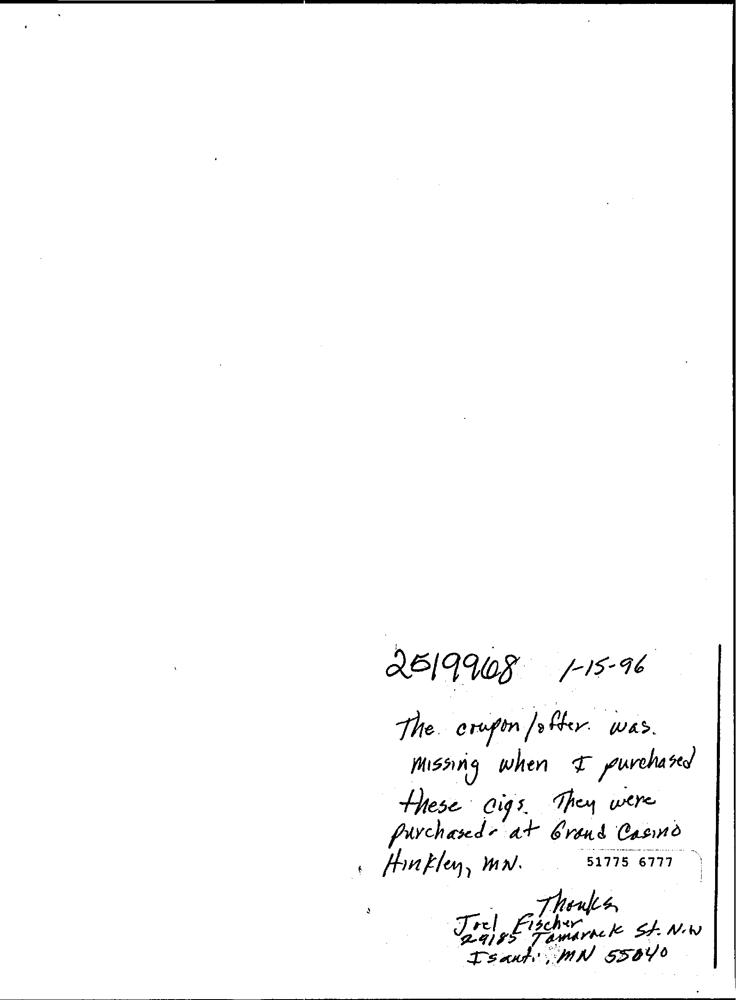 2519968 1-15-96
The coupon/offer was.
missing when I purchased
these cigs. They were
purchased at Grand Casino
Hinkley, MN.
51775 6777
Thanks
Joel Fischer
29185 Tamarack St. N.W
Isanti, MN 55040